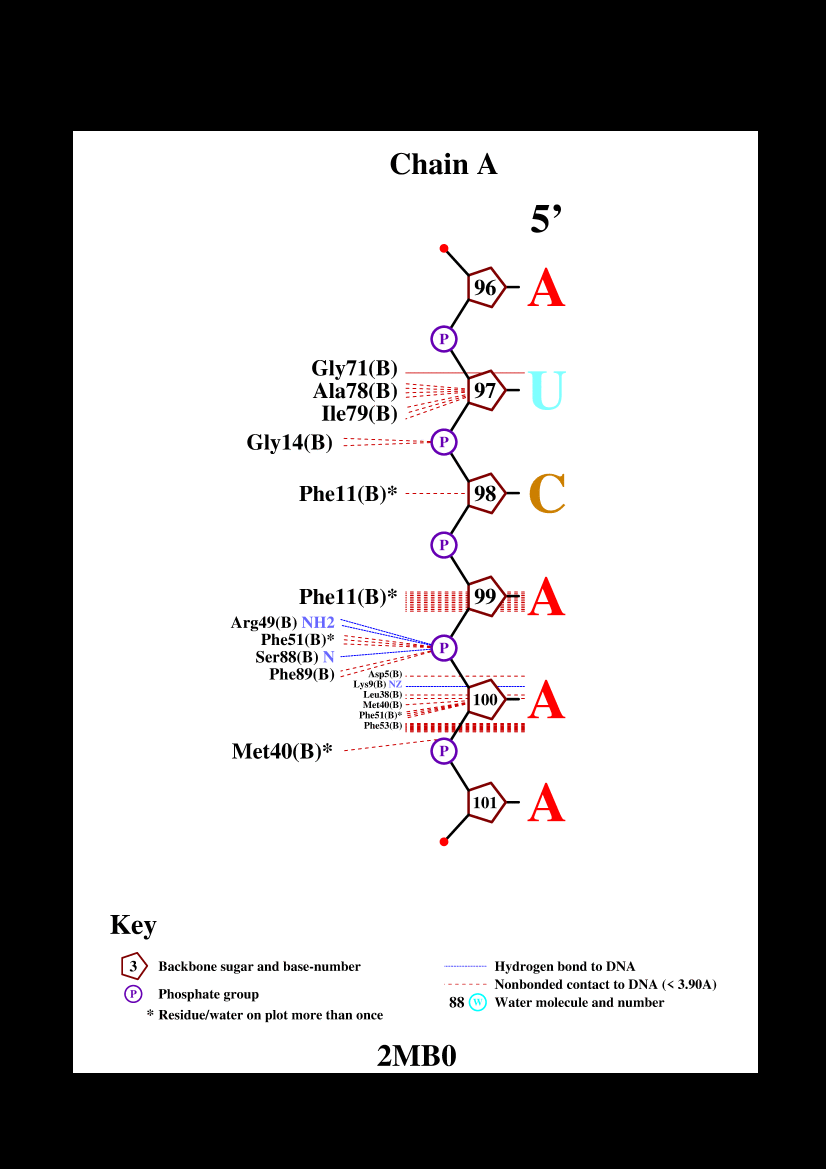 Chain A
5’
96 A
P
Gly71(B)
Ala78(B) 97 U
Ile79(B)
Gly14(B) P
Phe11(B)* 98 C
P
Phe11(B)* 99 A
Arg49(B) NH2
Phe51(B)*
P
Ser88(B) N
Phe89(B)
Asp5(B)
Lys9(B) NZ
Leu38(B) 100 A
Met40(B)
Phe51(B)*
Phe53(B)
Met40(B)* P
101 A
Key
3 Backbone sugar and base-number
P Phosphate group
* Residue/water on plot more than once
Hydrogen bond to DNA
Nonbonded contact to DNA (< 3.90A)
88 W Water molecule and number
2MB0